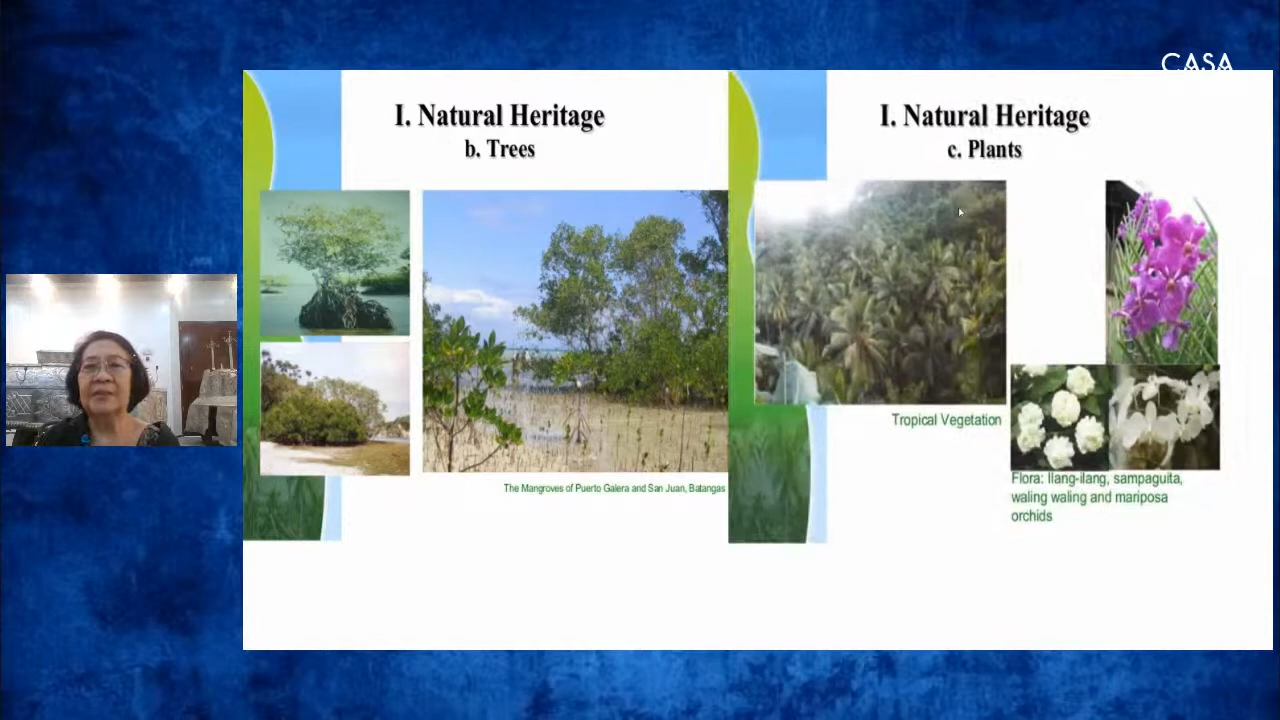 CASA
I. Natural Heritage
b. Trees
The Mangroves of Puerto Galera and San Juan, Batangas
I. Natural Heritage
c. Plants
Tropical Vegetation
Flora: Ilang-ilang, sampaguita,
waling waling and mariposa
orchids